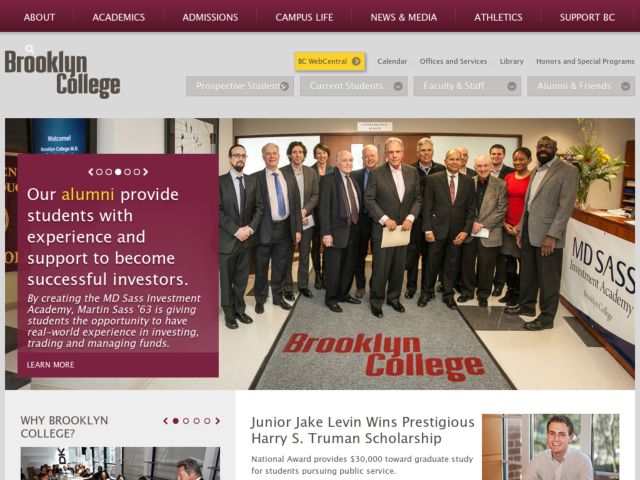 ABOUT ACADEMICS ADMISSIONS CAMPUS LIFE NEWS & MEDIA ATHLETICS SUPPORT BC
Brooklyn
College
BC WebCentral Calendar Offices and Services Library Honors and Special Programs
Prospective Students Current Students Faculty & Staff Alumni & Friends
Welcome!
CONFERENCE
ROOM
Our alumni provide
students with
experience and
support to become
successful investors.
By creating the MD Sass Investment
Academy, Martin Sass '63 is giving
students the opportunity to have
real-world experience in investing,
trading and managing funds.
LEARN MORE
MD SASS
Investment
Academy
Brooklyn College
Brooklyn
College
WHY BROOKLYN
COLLEGE?
Junior Jake Levin Wins Prestigious
Harry S. Truman Scholarship
National Award provides $30,000 toward graduate study
for students pursuing public service.